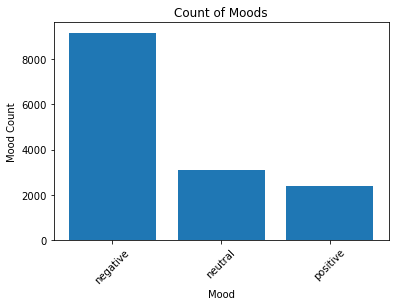 Count of Moods
Mood Count
8000
6000
4000
2000
0
negative
neutral
positive
Mood